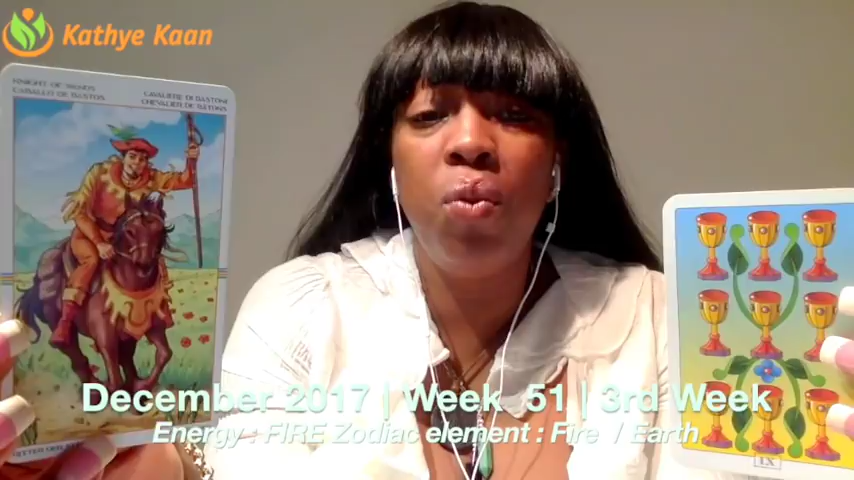 Kathye Kaan
KNIGHT OF WANDS
CABALLO DE BASTOS
CAVALIERE DI BASTONI
CHEVALIER DE BATONS
December 2017 | Week 51 | 3rd Week
Energy : FIRE Zodiac element : Fire / Earth
IX